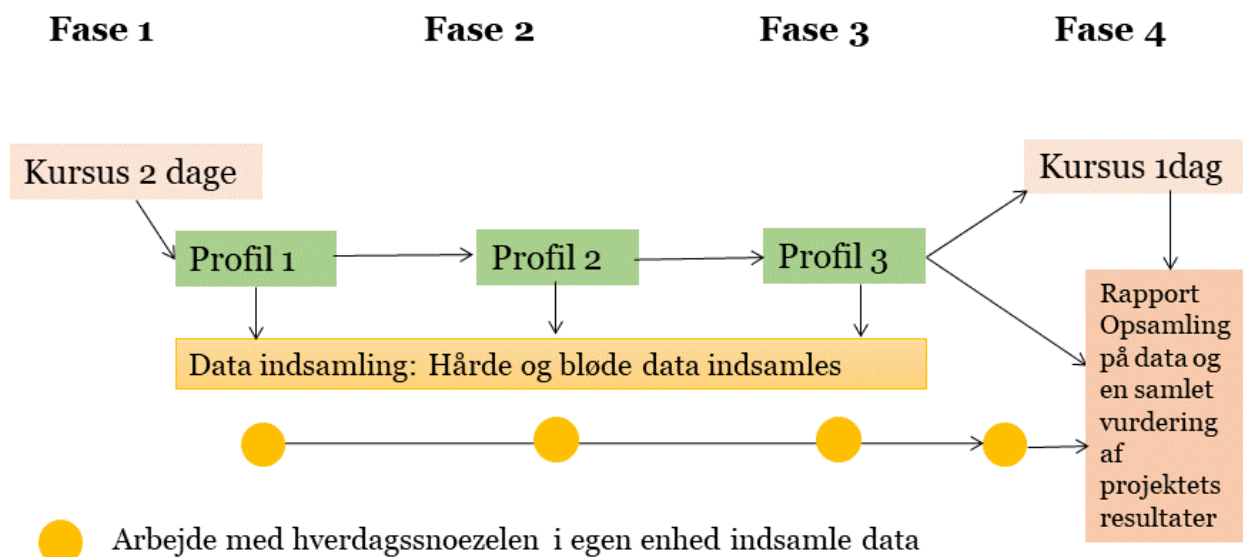 Fase 1
Fase 2
Fase 3
Fase 4
Kursus 2 dage
Kursus 1dag
Profil 1
Profil 2
Profil 3
Data indsamling: Hårde og bløde data indsamles
Rapport
Opsamling
på data og
en samlet
vurdering
af
projektets
resultater
Arbejde med hverdagssnoezelen i egen enhed indsamle data